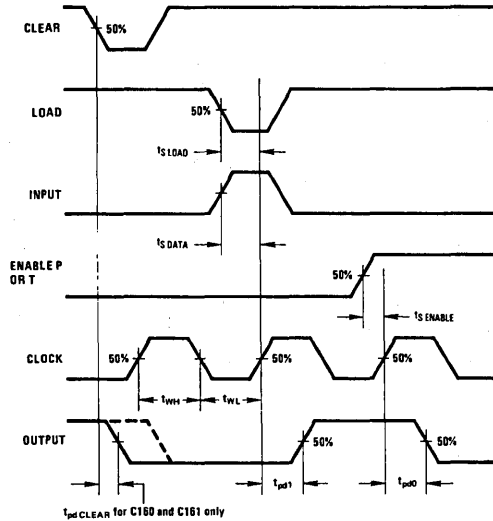 CLEAR
50%
LOAD
50%
tS LOAD
INPUT
tS DATA
ENABLE P
OR T
50%
tS ENABLE
CLOCK
50%
50%
50%
tWH
tWL
OUTPUT
50%
50%
tpd1
tpd0
tpd CLEAR for C160 and C161 only